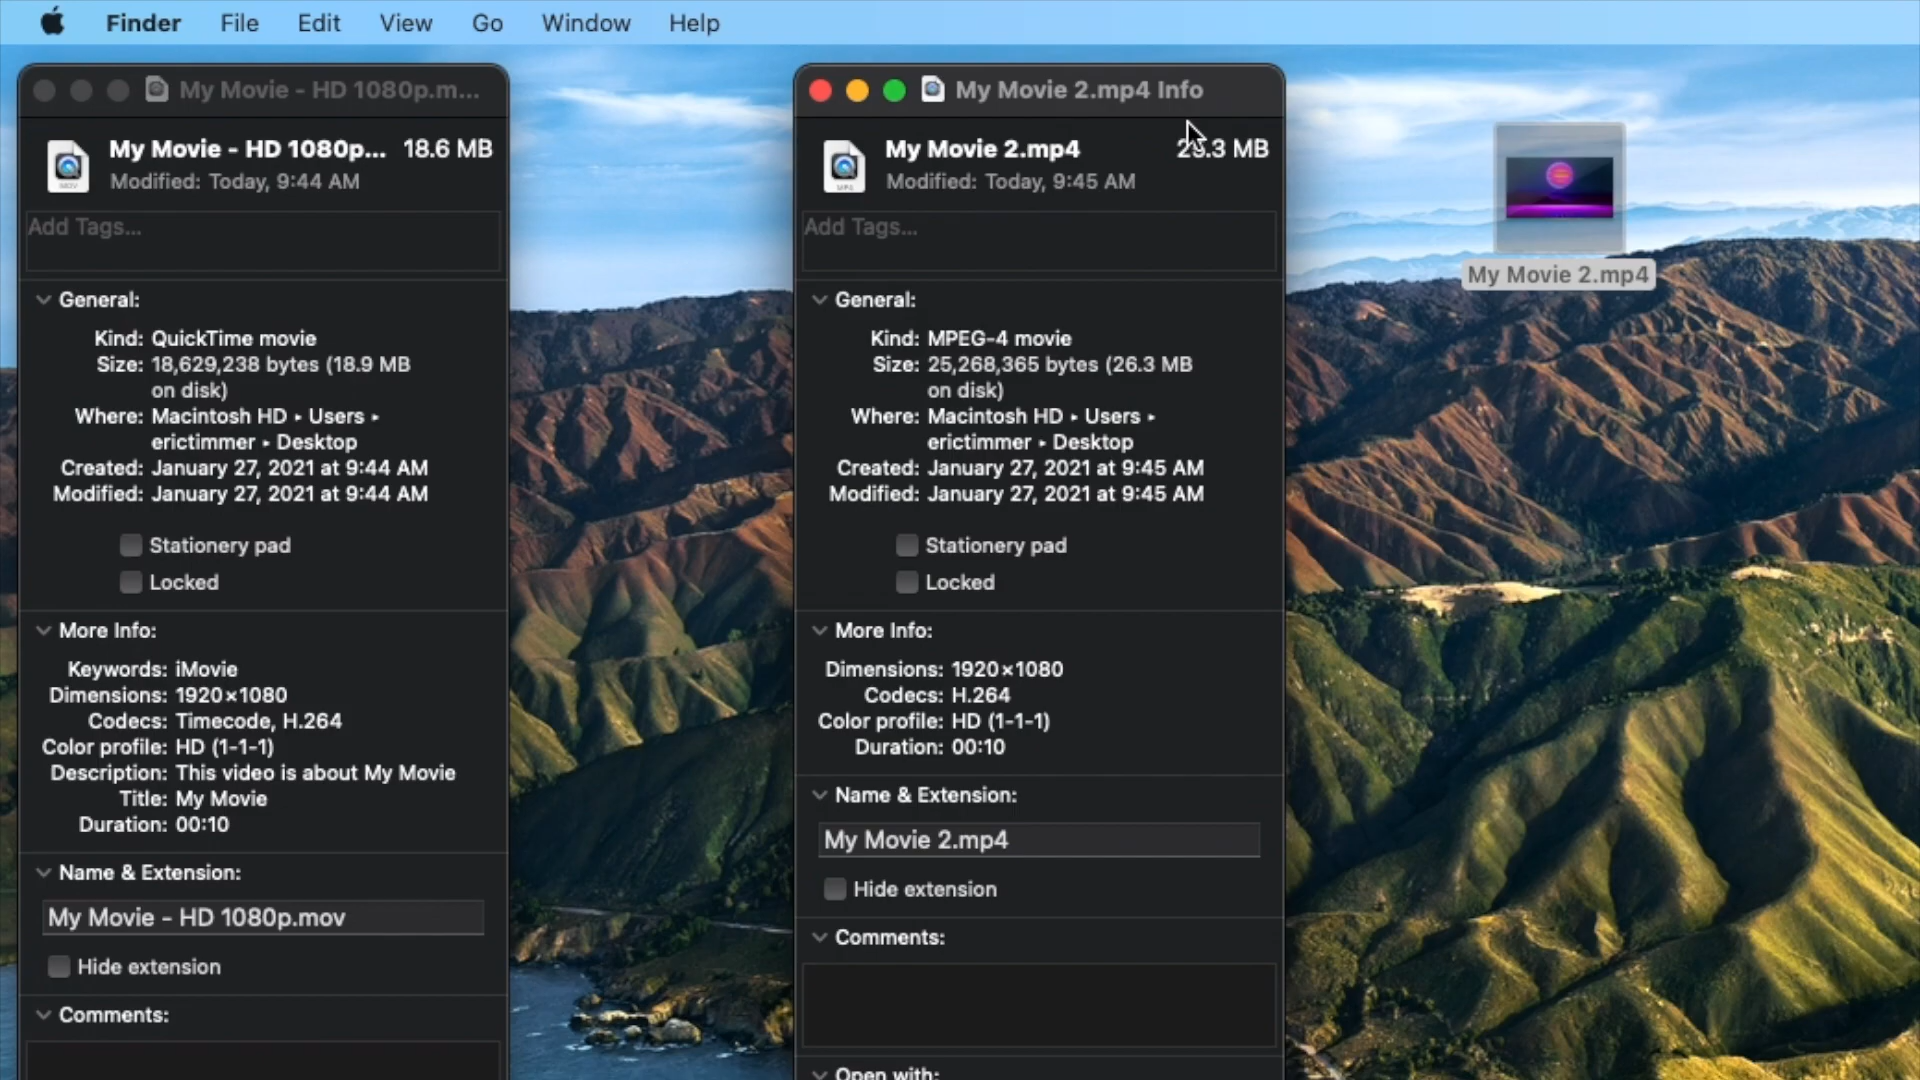 Finder File Edit View Go Window Help
My Movie - HD 1080p.m...
My Movie - HD 1080p... 18.6 MB
Modified: Today, 9:44 AM
Add Tags...
General:
Kind: QuickTime movie
Size: 18,629,238 bytes (18.9 MB
on disk)
Where: Macintosh HD ▸ Users ▸
erictimmer ▸ Desktop
Created: January 27, 2021 at 9:44 AM
Modified: January 27, 2021 at 9:44 AM
Stationery pad
Locked
More Info:
Keywords: iMovie
Dimensions: 1920×1080
Codecs: Timecode, H.264
Color profile: HD (1-1-1)
Description: This video is about My Movie
Title: My Movie
Duration: 00:10
Name & Extension:
My Movie - HD 1080p.mov
Hide extension
Comments:
My Movie 2.mp4 Info
My Movie 2.mp4 25.3 MB
Modified: Today, 9:45 AM
Add Tags...
General:
Kind: MPEG-4 movie
Size: 25,268,365 bytes (26.3 MB
on disk)
Where: Macintosh HD ▸ Users ▸
erictimmer ▸ Desktop
Created: January 27, 2021 at 9:45 AM
Modified: January 27, 2021 at 9:45 AM
Stationery pad
Locked
More Info:
Dimensions: 1920×1080
Codecs: H.264
Color profile: HD (1-1-1)
Duration: 00:10
Name & Extension:
My Movie 2.mp4
Hide extension
Comments:
Open with:
My Movie 2.mp4